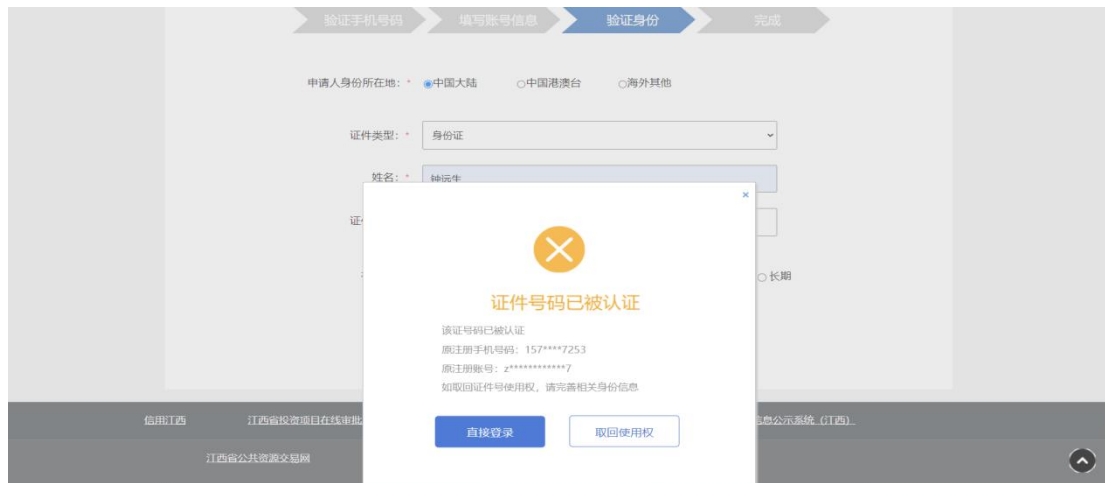 验证手机号码 填写账号信息 验证身份 完成
申请人身份所在地： * 中国大陆 中国港澳台 海外其他
证件类型： * 身份证
姓名： * 钟远生
×
证
长期
证件号码已被认证
该证号码已被认证
原注册手机号码：157****7253
原注册账号：z************7
如取回证件号使用权，请完善相关身份信息
直接登录 取回使用权
信用江西 江西省投资项目在线审批 息公示系统（江西）
江西省公共资源交易网